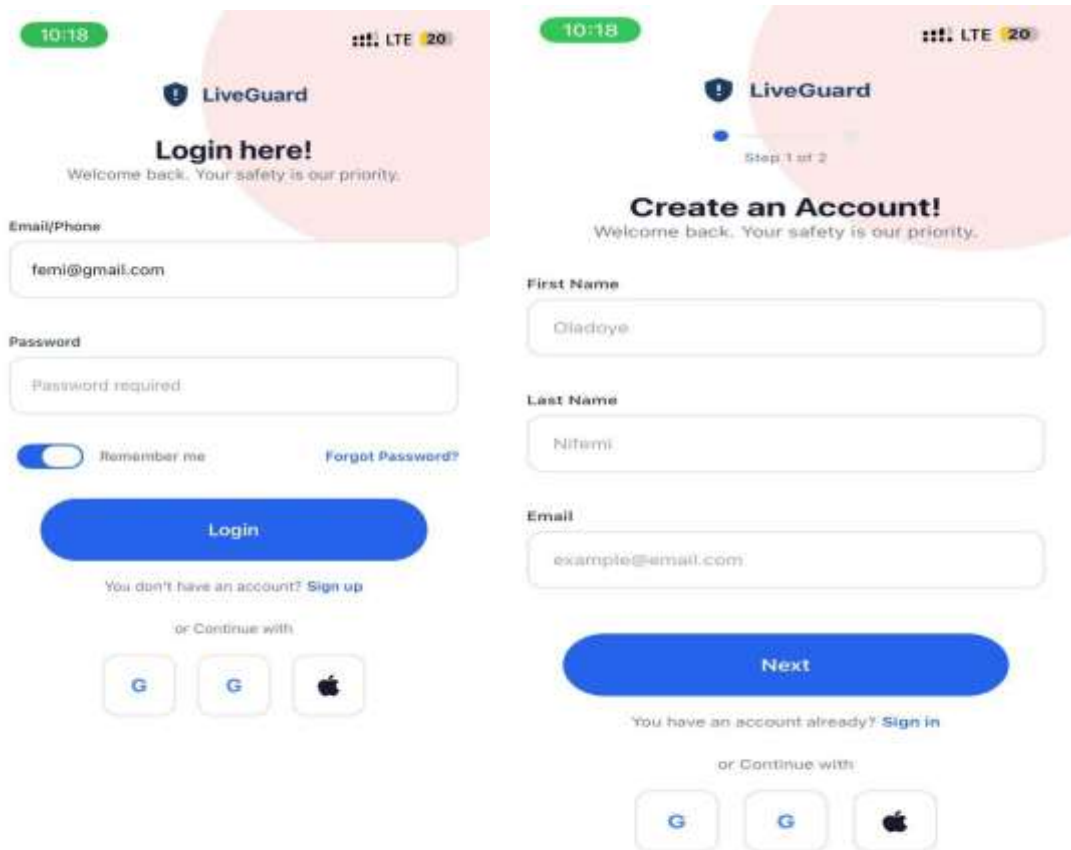 10:18
LTE 20
LiveGuard
Login here!
Welcome back. Your safety is our priority.
Email/Phone
femi@gmail.com
Password
Password required
Remember me
Forgot Password?
Login
You don't have an account? Sign up
or Continue with
G
G
10:18
LTE 20
LiveGuard
Step 1 of 2
Create an Account!
Welcome back. Your safety is our priority.
First Name
Oladoye
Last Name
Nifemi
Email
example@email.com
Next
You have an account already? Sign in
or Continue with
G
G